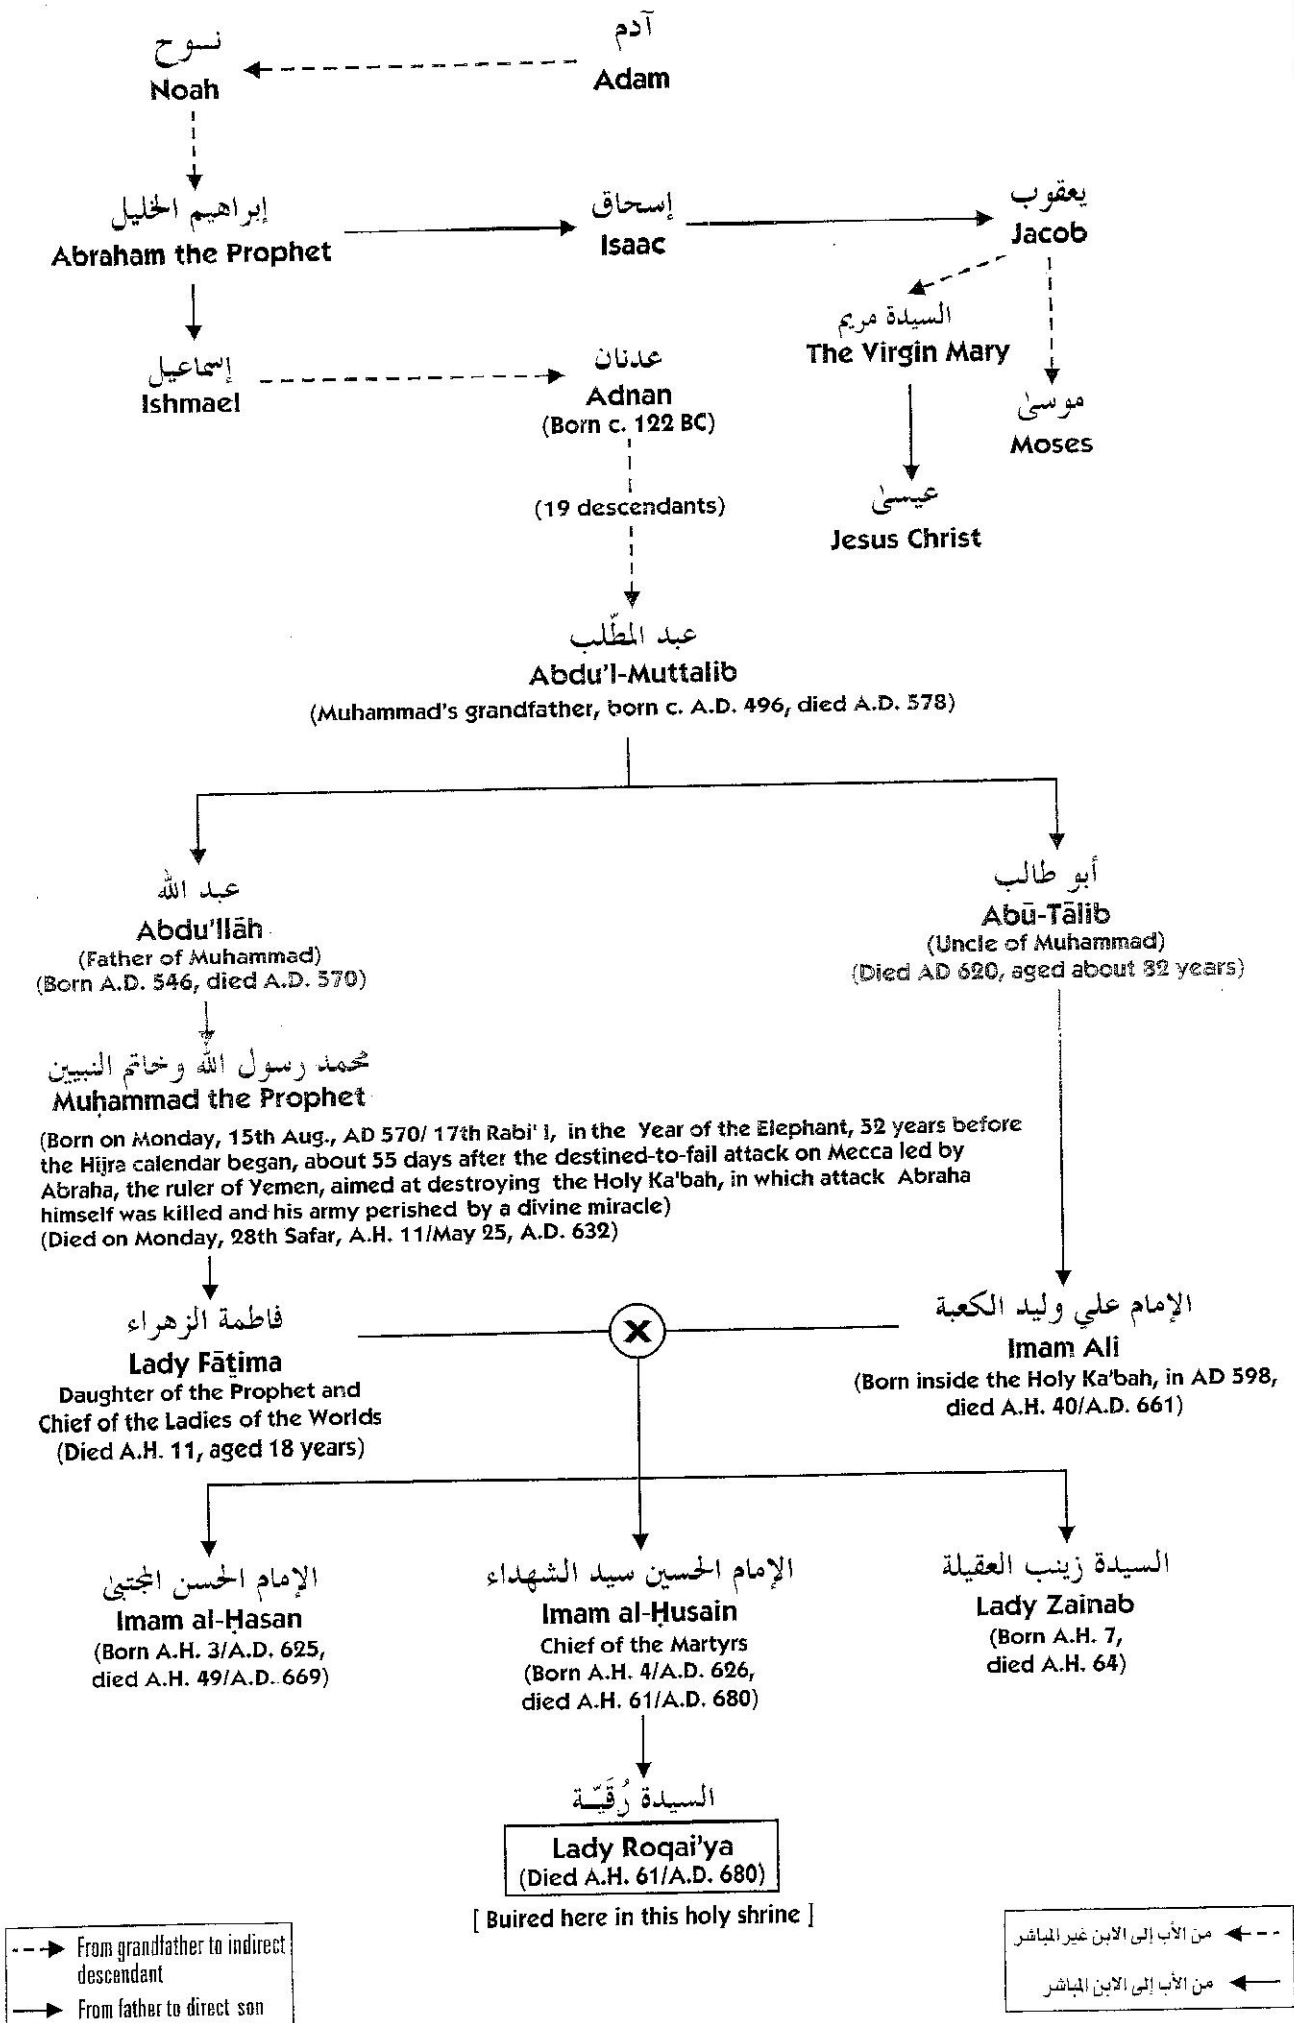 آدم
Adam
نوح
Noah
إبراهيم الخليل
Abraham the Prophet
إسحاق
Isaac
يعقوب
Jacob
السيدة مريم
The Virgin Mary
إسماعيل
Ishmael
عدنان
Adnan
(Born c. 122 BC)
موسىٰ
Moses
(19 descendants)
عيسىٰ
Jesus Christ
عبد المطّلب
Abdu'l-Muttalib
(Muhammad's grandfather, born c. A.D. 496, died A.D. 578)
عبد الله
Abdu'llāh
(Father of Muhammad)
(Born A.D. 546, died A.D. 570)
أبو طالب
Abū-Tālib
(Uncle of Muhammad)
(Died AD 620, aged about 82 years)
محمد رسول الله وخاتم النبيين
Muḥammad the Prophet
(Born on Monday, 15th Aug., AD 570/ 17th Rabi' I, in the Year of the Elephant, 52 years before
the Hijra calendar began, about 55 days after the destined-to-fail attack on Mecca led by
Abraha, the ruler of Yemen, aimed at destroying the Holy Ka'bah, in which attack Abraha
himself was killed and his army perished by a divine miracle)
(Died on Monday, 28th Safar, A.H. 11/May 25, A.D. 632)
فاطمة الزهراء
Lady Fāṭima
Daughter of the Prophet and
Chief of the Ladies of the Worlds
(Died A.H. 11, aged 18 years)
X
الإمام علي وليد الكعبة
Imam Ali
(Born inside the Holy Ka'bah, in AD 598,
died A.H. 40/A.D. 661)
الإمام الحسن المجتبىٰ
Imam al-Ḥasan
(Born A.H. 3/A.D. 625,
died A.H. 49/A.D. 669)
الإمام الحسين سيد الشهداء
Imam al-Ḥusain
Chief of the Martyrs
(Born A.H. 4/A.D. 626,
died A.H. 61/A.D. 680)
السيدة زينب العقيلة
Lady Zainab
(Born A.H. 7,
died A.H. 64)
السيدة رُقَيّة
Lady Roqai'ya
(Died A.H. 61/A.D. 680)
[ Buired here in this holy shrine ]
From grandfather to indirect
descendant
From father to direct son
من الأب إلى الابن غير المباشر
من الأب إلى الابن المباشر